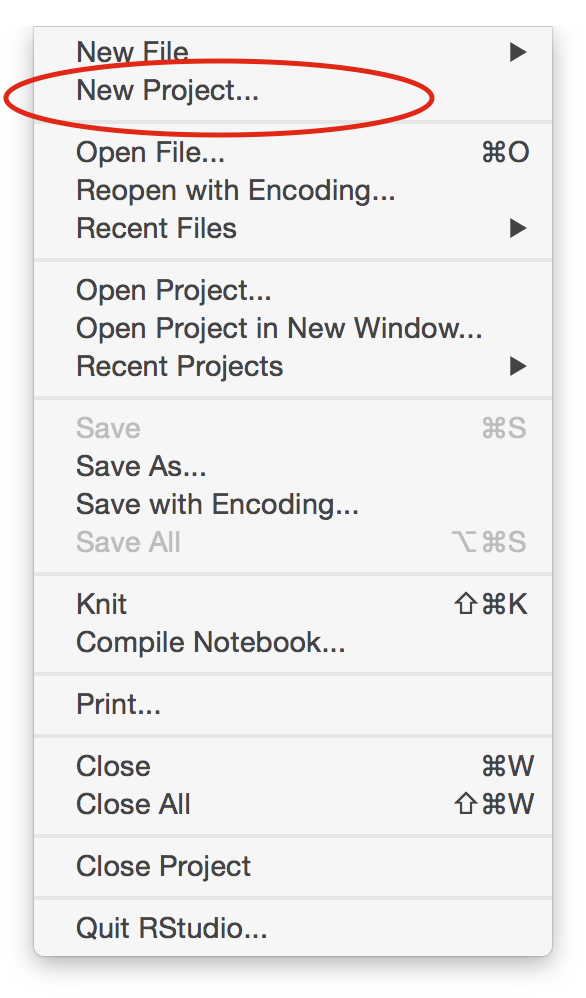 New File ▶
New Project...
Open File... ⌘O
Reopen with Encoding...
Recent Files ▶
Open Project...
Open Project in New Window...
Recent Projects ▶
Save ⌘S
Save As...
Save with Encoding...
Save All ⌥⌘S
Knit ⇧⌘K
Compile Notebook...
Print...
Close ⌘W
Close All ⇧⌘W
Close Project
Quit RStudio...